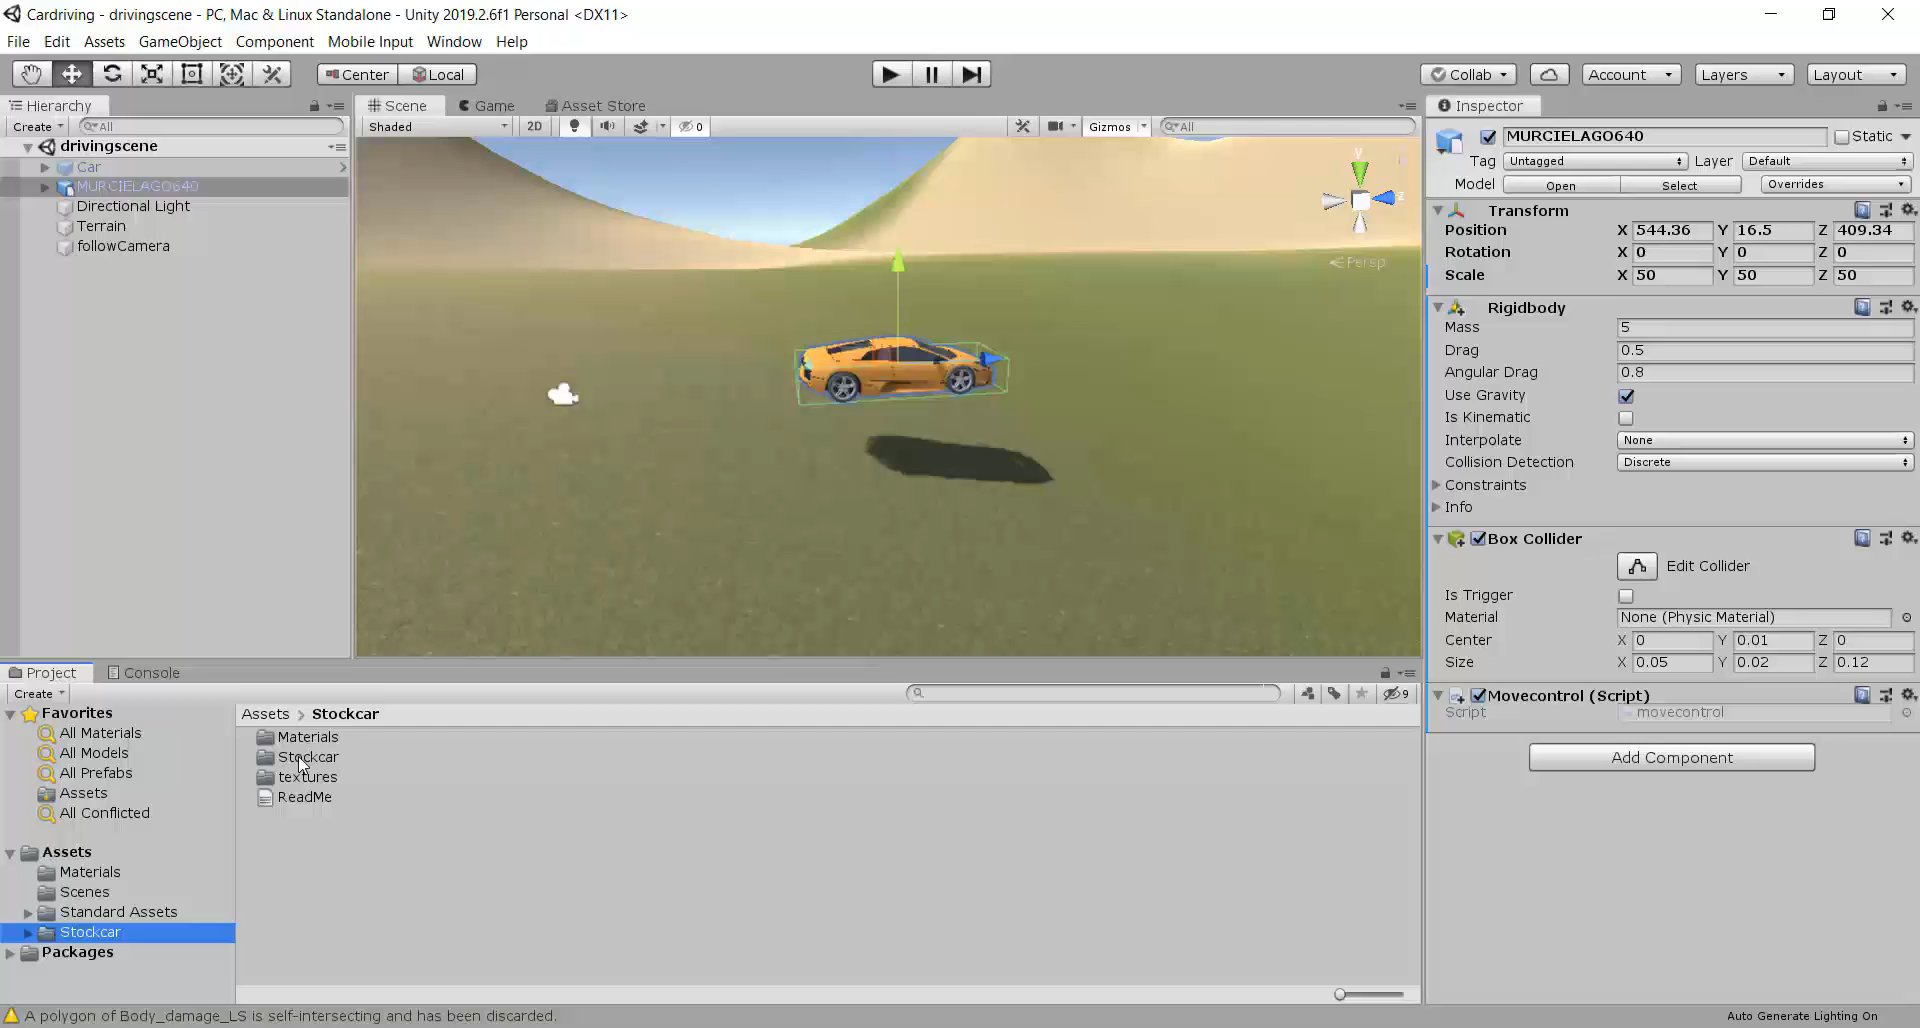 Cardriving - drivingscene - PC, Mac & Linux Standalone - Unity 2019.2.6f1 Personal <DX11>
File Edit Assets GameObject Component Mobile Input Window Help
Center Local Collab Account Layers Layout
Hierarchy
Create All
drivingscene
Car
MURCIELAGO640
Directional Light
Terrain
followCamera
Scene Game Asset Store
Shaded 2D 0 Gizmos All
y
z
Persp
Inspector
MURCIELAGO640 Static
Tag Untagged Layer Default
Model Open Select Overrides
Transform
Position X 544.36 Y 16.5 Z 409.34
Rotation X 0 Y 0 Z 0
Scale X 50 Y 50 Z 50
Rigidbody
Mass 5
Drag 0.5
Angular Drag 0.8
Use Gravity
Is Kinematic
Interpolate None
Collision Detection Discrete
Constraints
Info
Box Collider
Edit Collider
Is Trigger
Material None (Physic Material)
Center X 0 Y 0.01 Z 0
Size X 0.05 Y 0.02 Z 0.12
Movecontrol (Script)
Script movecontrol
Add Component
Project Console
Create 9
Favorites
All Materials
All Models
All Prefabs
Assets
All Conflicted
Assets
Materials
Scenes
Standard Assets
Stockcar
Packages
Assets > Stockcar
Materials
Stockcar
textures
ReadMe
A polygon of Body_damage_LS is self-intersecting and has been discarded.
Auto Generate Lighting On